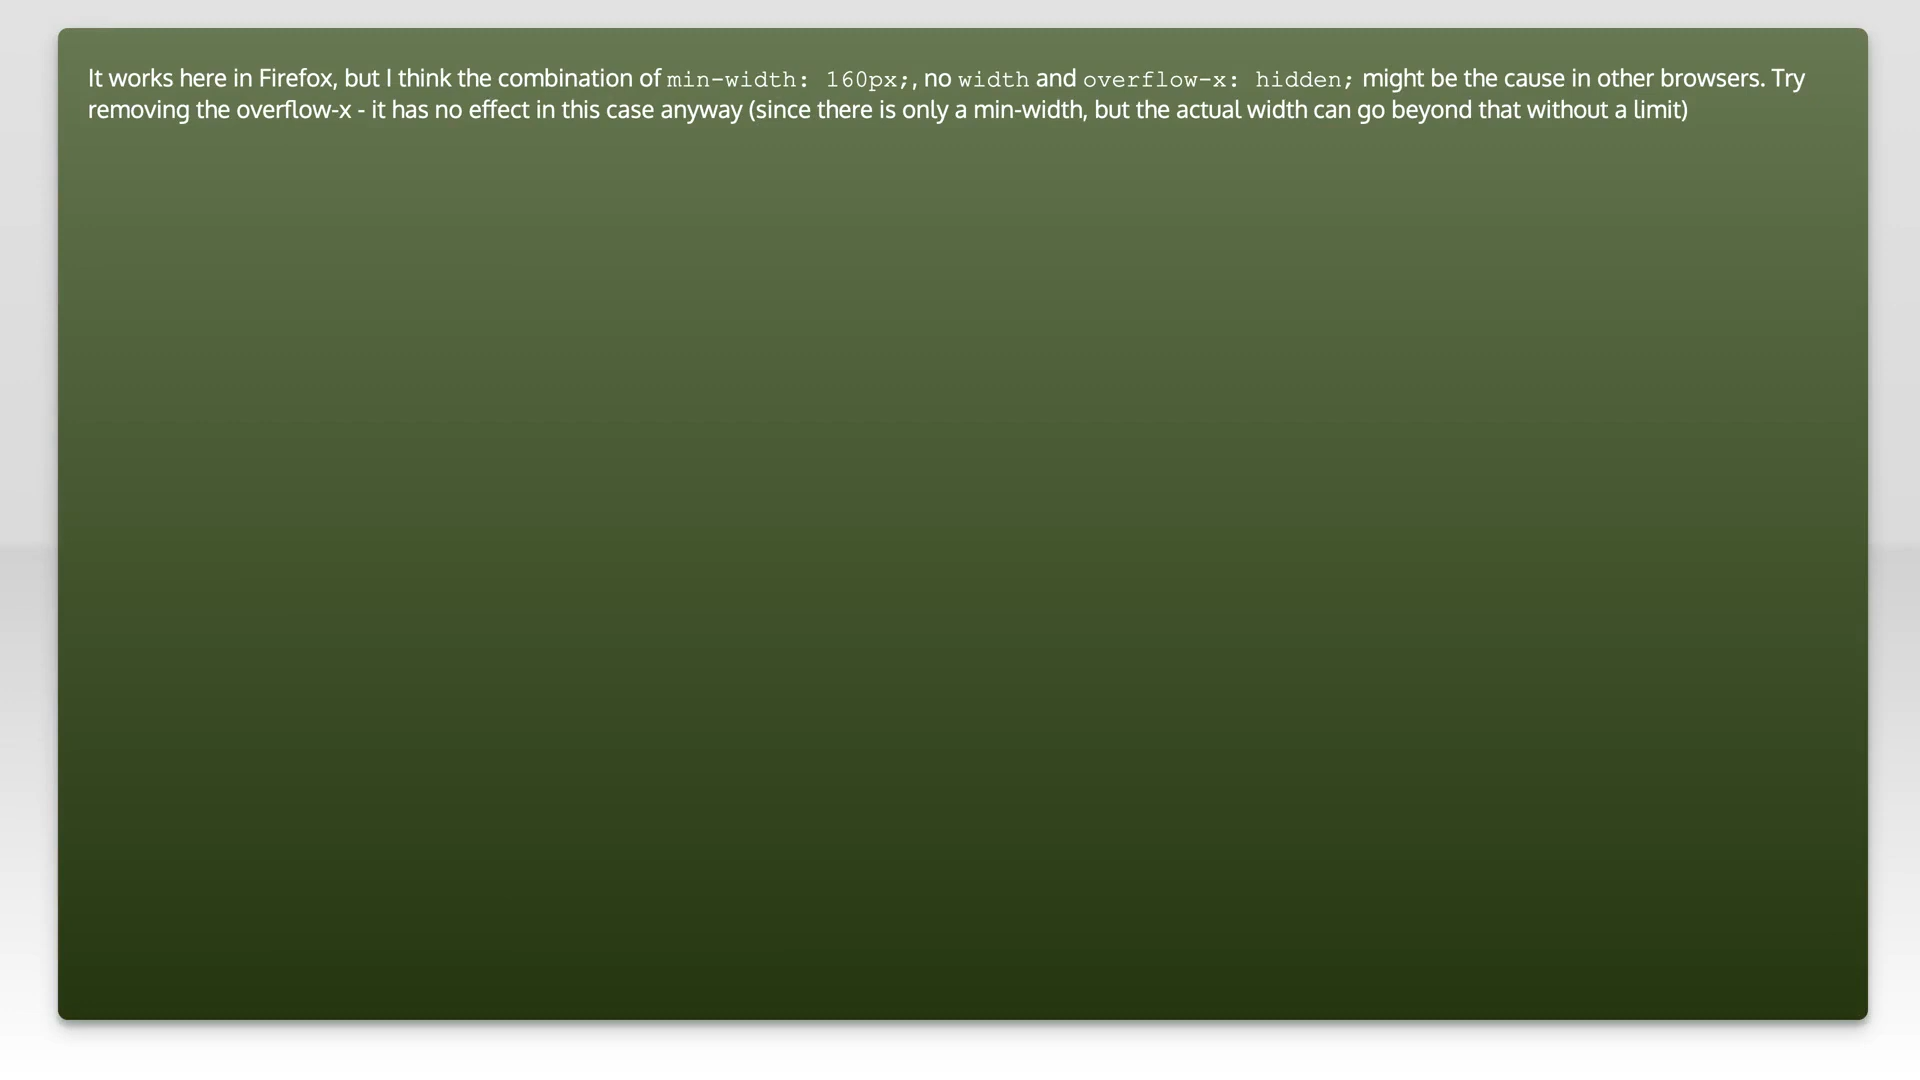 It works here in Firefox, but I think the combination of min-width: 160px;, no width and overflow-x: hidden; might be the cause in other browsers. Try
removing the overflow-x - it has no effect in this case anyway (since there is only a min-width, but the actual width can go beyond that without a limit)